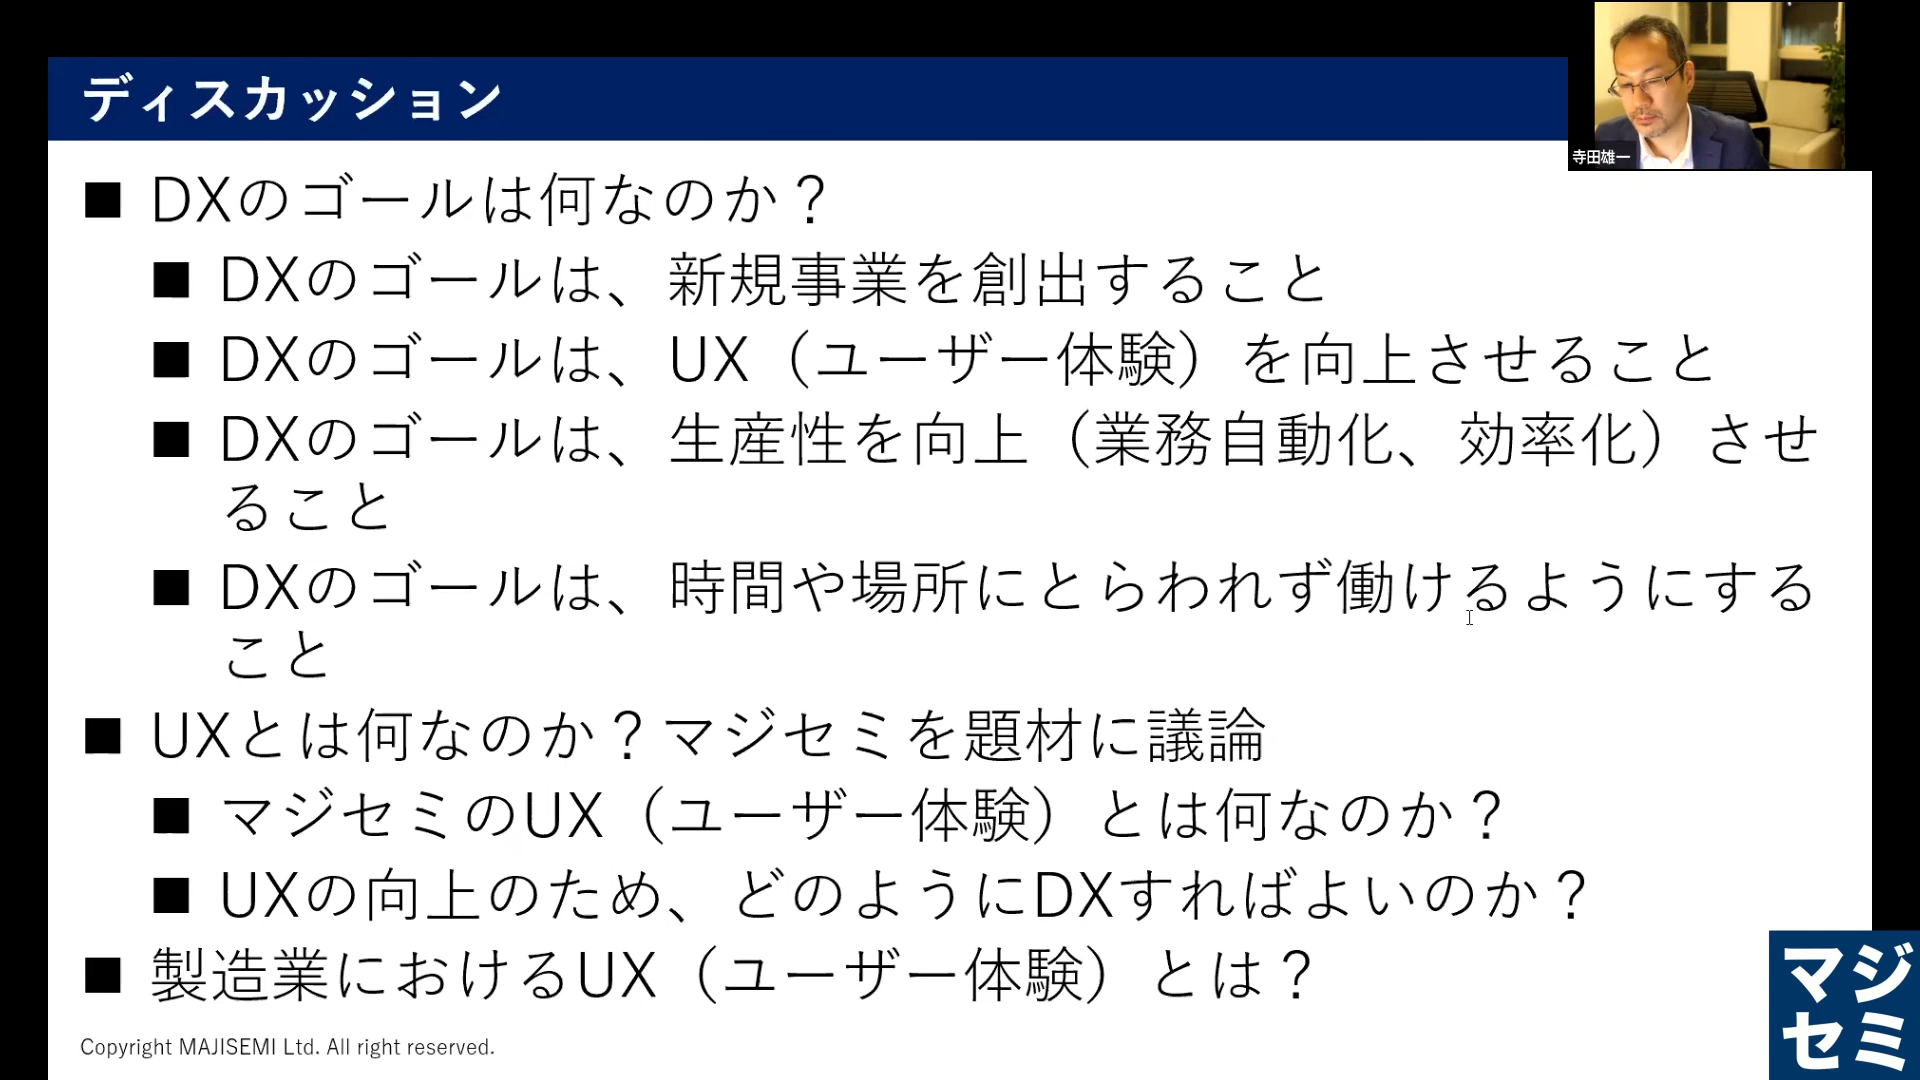 ディスカッション
寺田雄一
■ DXのゴールは何なのか？
■ DXのゴールは、新規事業を創出すること
■ DXのゴールは、UX（ユーザー体験）を向上させること
■ DXのゴールは、生産性を向上（業務自動化、効率化）させ
ること
■ DXのゴールは、時間や場所にとらわれず働けるようにする
こと
■ UXとは何なのか？マジセミを題材に議論
■ マジセミのUX（ユーザー体験）とは何なのか？
■ UXの向上のため、どのようにDXすればよいのか？
■ 製造業におけるUX（ユーザー体験）とは？
Copyright MAJISEMI Ltd. All right reserved.
マジ
セミ